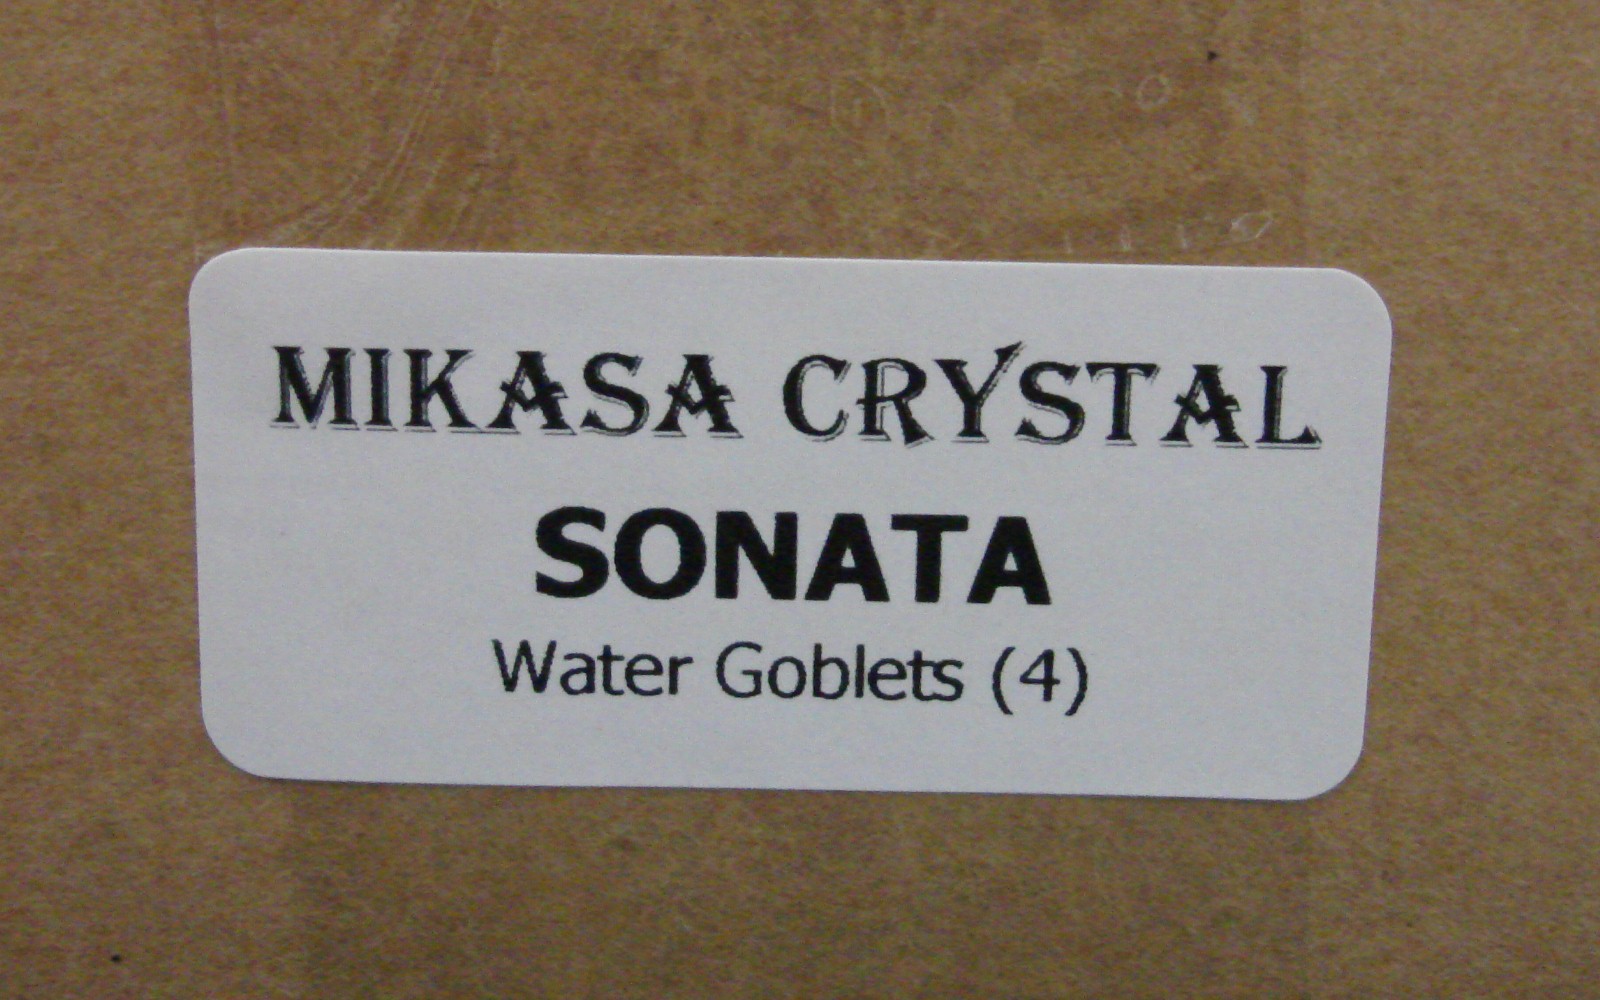 MIKASA CRYSTAL
SONATA
Water Goblets (4)